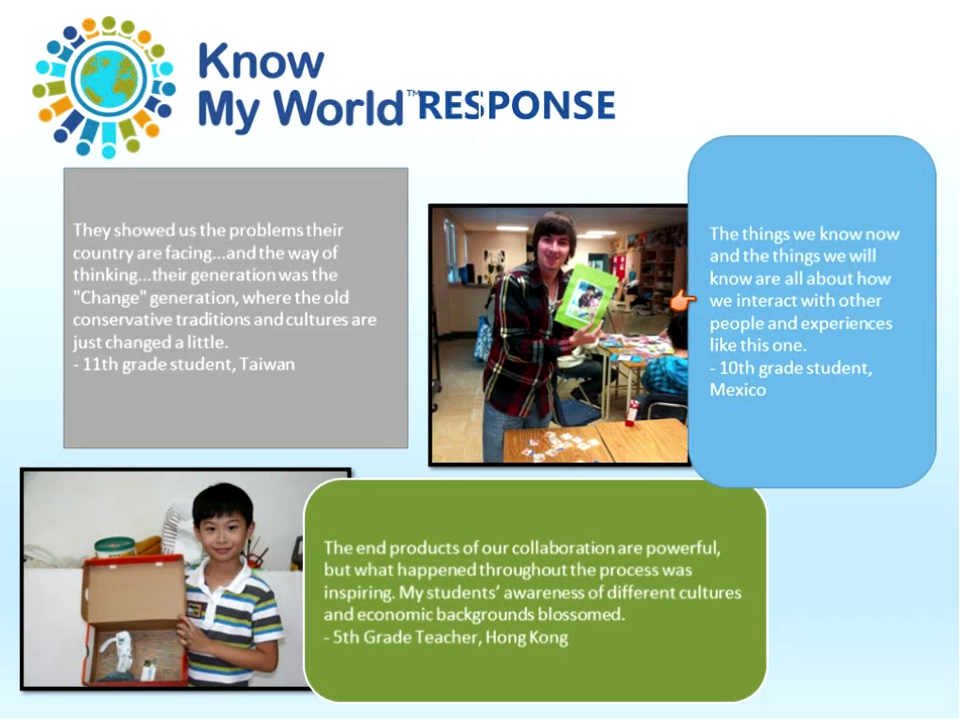 Know
My World™ RESPONSE
They showed us the problems their
country are facing...and the way of
thinking...their generation was the
"Change" generation, where the old
conservative traditions and cultures are
just changed a little.
- 11th grade student, Taiwan
The things we know now
and the things we will
know are all about how
we interact with other
people and experiences
like this one.
- 10th grade student,
Mexico
The end products of our collaboration are powerful,
but what happened throughout the process was
inspiring. My students’ awareness of different cultures
and economic backgrounds blossomed.
- 5th Grade Teacher, Hong Kong